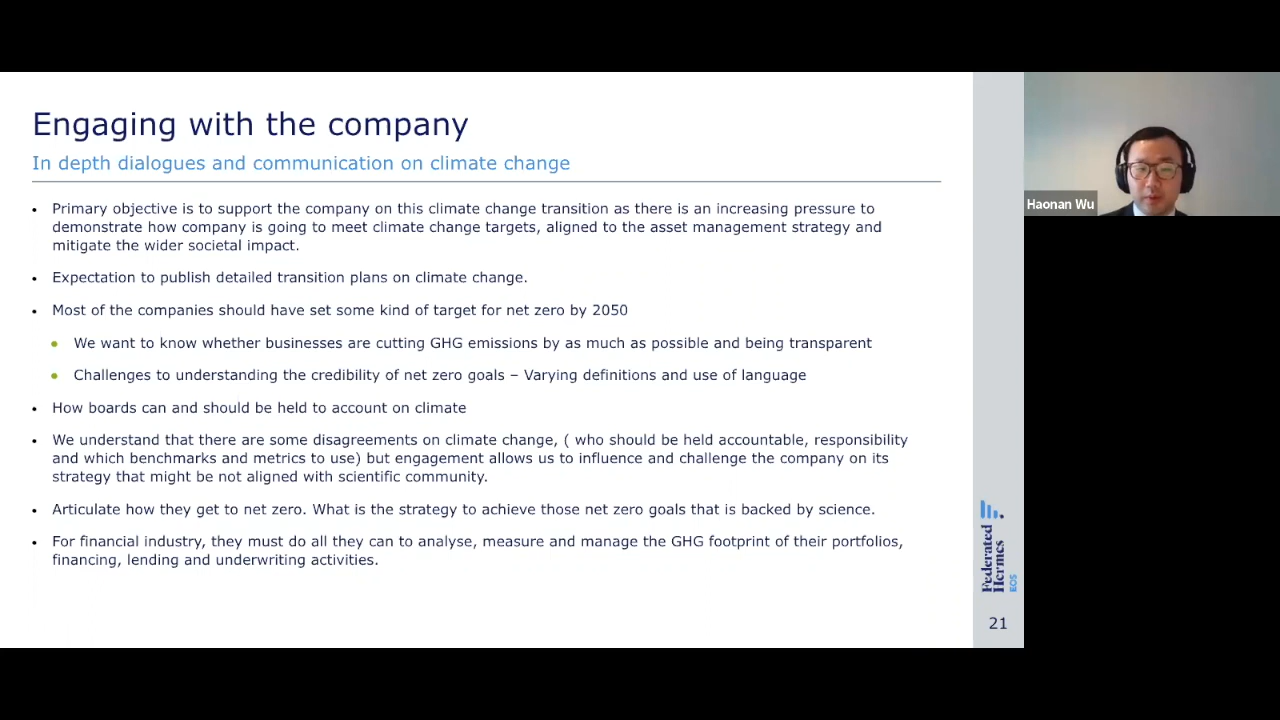 Engaging with the company
In depth dialogues and communication on climate change
• Primary objective is to support the company on this climate change transition as there is an increasing pressure to
demonstrate how company is going to meet climate change targets, aligned to the asset management strategy and
mitigate the wider societal impact.
• Expectation to publish detailed transition plans on climate change.
• Most of the companies should have set some kind of target for net zero by 2050
• We want to know whether businesses are cutting GHG emissions by as much as possible and being transparent
• Challenges to understanding the credibility of net zero goals – Varying definitions and use of language
• How boards can and should be held to account on climate
• We understand that there are some disagreements on climate change, ( who should be held accountable, responsibility
and which benchmarks and metrics to use) but engagement allows us to influence and challenge the company on its
strategy that might be not aligned with scientific community.
• Articulate how they get to net zero. What is the strategy to achieve those net zero goals that is backed by science.
• For financial industry, they must do all they can to analyse, measure and manage the GHG footprint of their portfolios,
financing, lending and underwriting activities.
Federated
Hermes
EOS
21
Haonan Wu